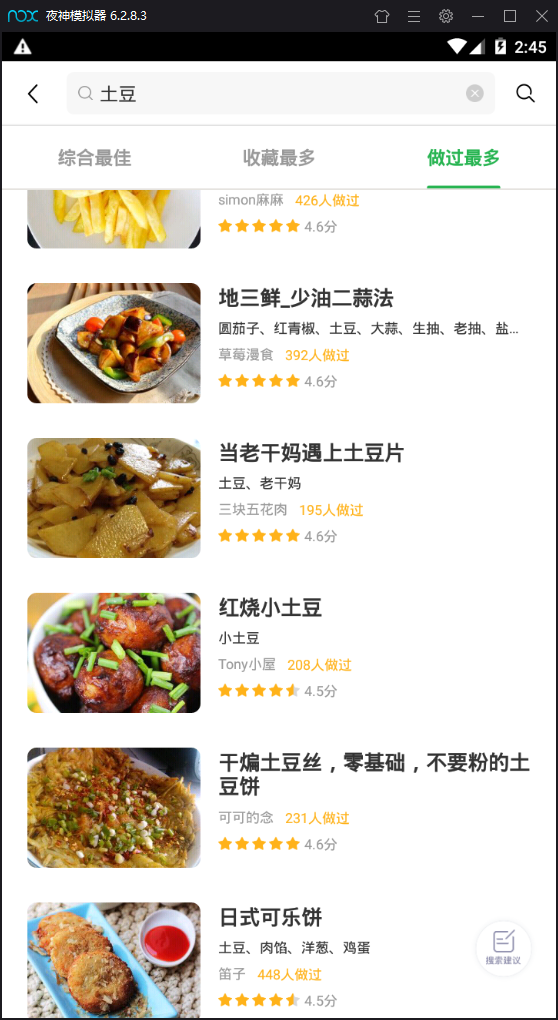 nox 夜神模拟器 6.2.8.3
2:45
土豆
综合最佳 收藏最多 做过最多
simon麻麻 426人做过
4.6分
地三鲜_少油二蒜法
圆茄子、红青椒、土豆、大蒜、生抽、老抽、盐...
草莓漫食 392人做过
4.6分
当老干妈遇上土豆片
土豆、老干妈
三块五花肉 195人做过
4.6分
红烧小土豆
小土豆
Tony小屋 208人做过
4.5分
干煸土豆丝，零基础，不要粉的土
豆饼
可可的念 231人做过
4.6分
日式可乐饼
土豆、肉馅、洋葱、鸡蛋
笛子 448人做过
4.5分
搜索建议